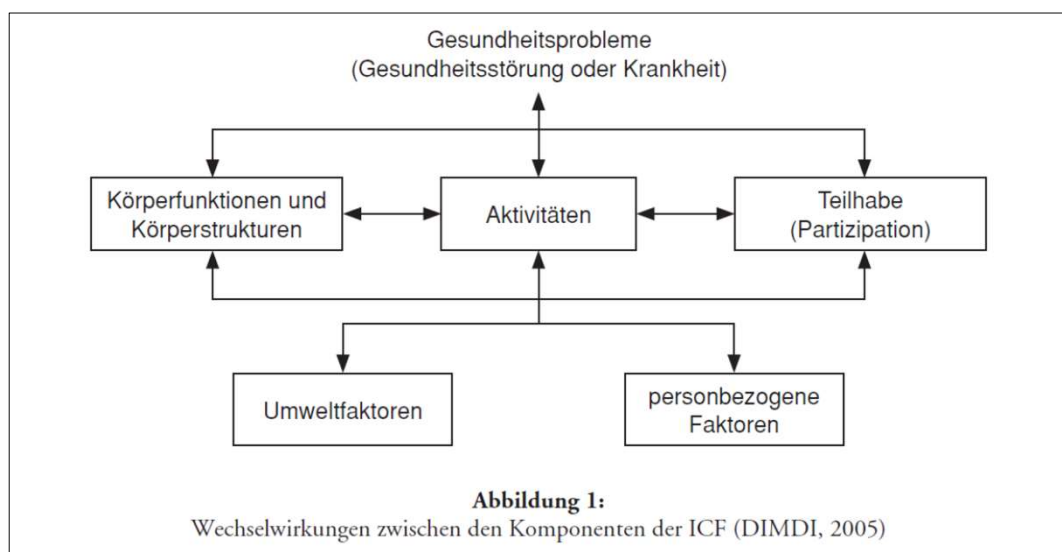 Gesundheitsprobleme
(Gesundheitsstörung oder Krankheit)
Körperfunktionen und
Körperstrukturen
Aktivitäten
Teilhabe
(Partizipation)
Umweltfaktoren
personbezogene
Faktoren
Abbildung 1:
Wechselwirkungen zwischen den Komponenten der ICF (DIMDI, 2005)